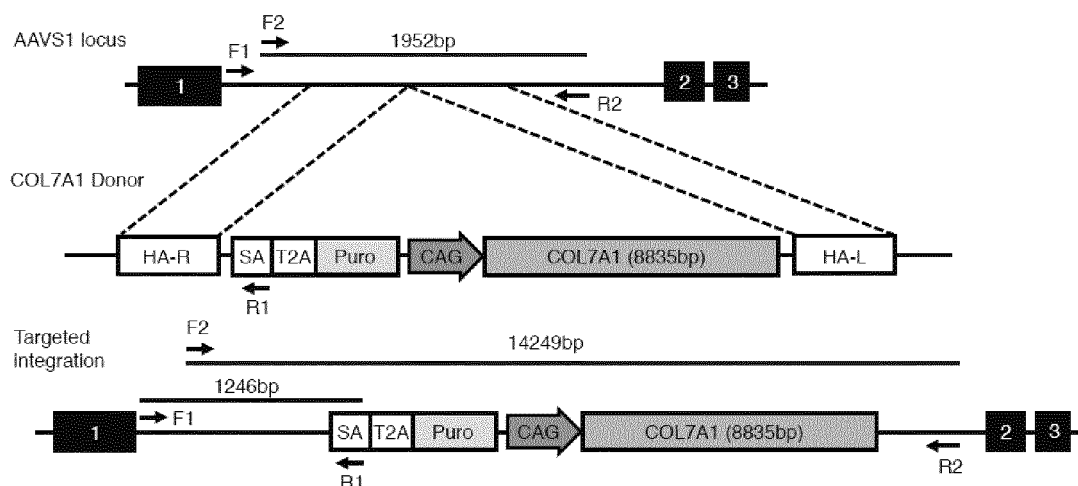 F2
AAVS1 locus
1952bp
F1
1
2
3
R2
COL7A1 Donor
HA-R
SA
T2A
Puro
CAG
COL7A1 (8835bp)
HA-L
R1
Targeted
integration
F2
14249bp
1246bp
F1
1
SA
T2A
Puro
CAG
COL7A1 (8835bp)
2
3
R1
R2